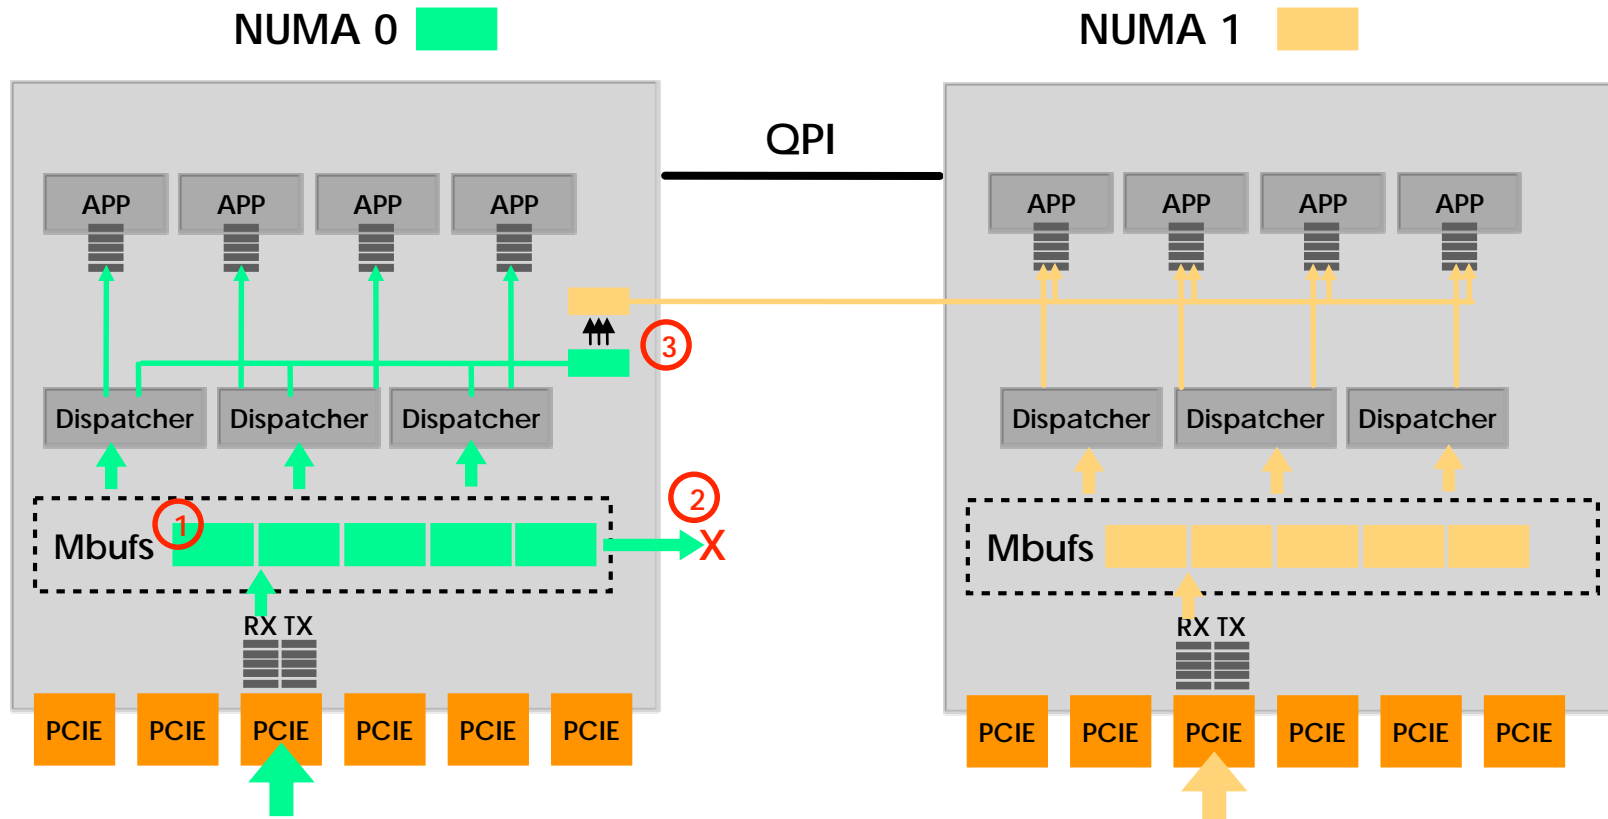 NUMA 0
NUMA 1
QPI
APP APP APP APP
APP APP APP APP
3
Dispatcher Dispatcher Dispatcher
Dispatcher Dispatcher Dispatcher
1
2
Mbufs
X
Mbufs
RX TX
RX TX
PCIE PCIE PCIE PCIE PCIE PCIE
PCIE PCIE PCIE PCIE PCIE PCIE